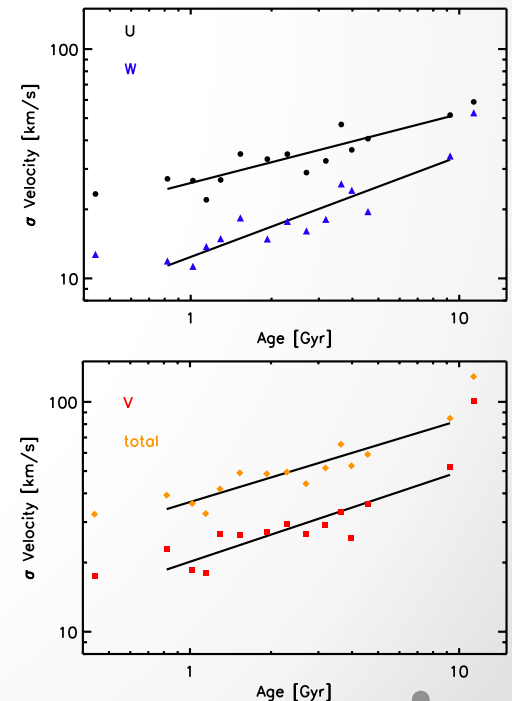 100
U
W
σ Velocity [km/s]
10
1
10
Age [Gyr]
100
V
total
σ Velocity [km/s]
10
1
10
Age [Gyr]